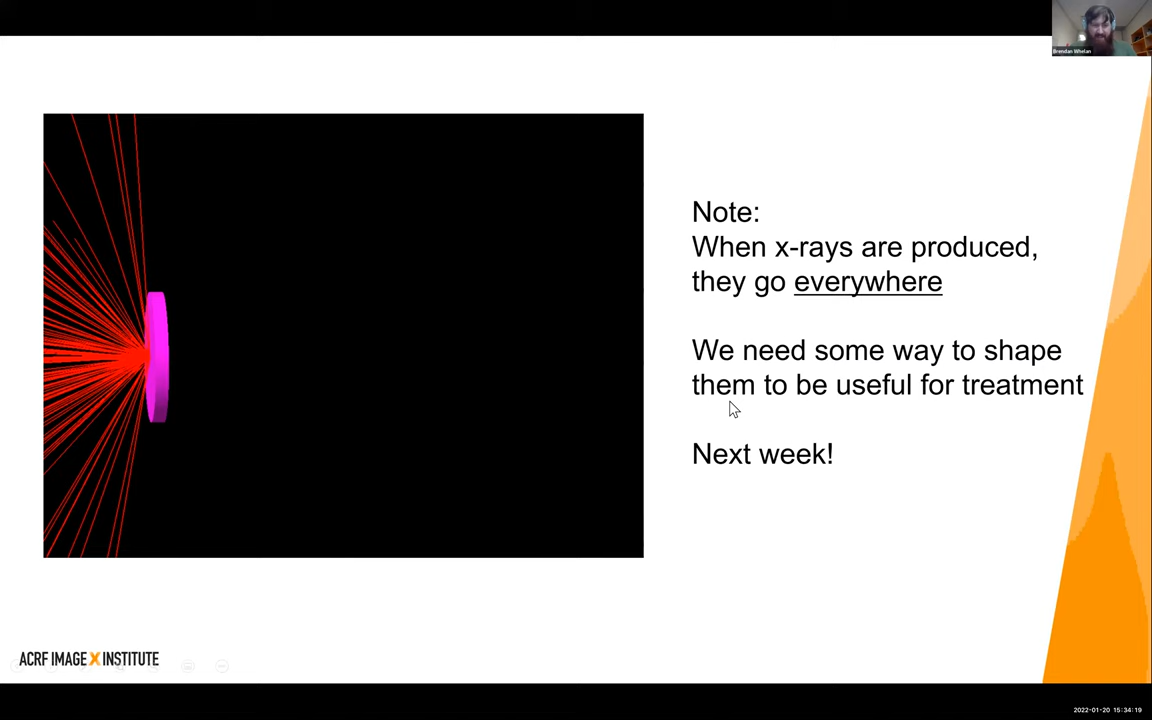 Brendan Whelan
Note:
When x-rays are produced,
they go everywhere
We need some way to shape
them to be useful for treatment
Next week!
ACRF IMAGE X INSTITUTE
2022-01-20 15:34:19